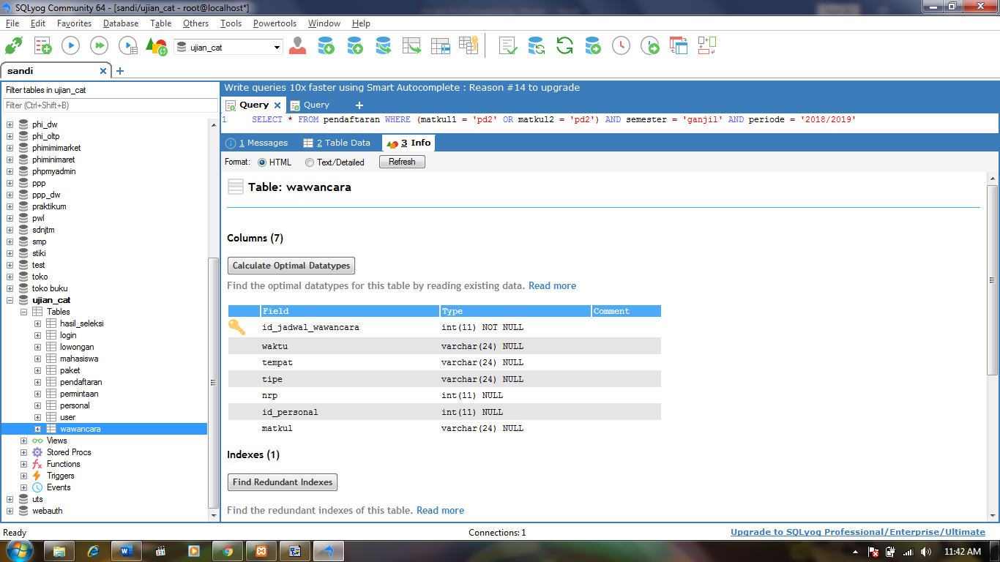 SQLyog Community 64 - [sandi/ujian_cat - root@localhost*]
File Edit Favorites Database Table Others Tools Powertools Window Help
ujian_cat
sandi
Filter tables in ujian_cat
Filter (Ctrl+Shift+B)
phi_dw
phi_oltp
phimimimarket
phiminimaret
phpmyadmin
ppp
ppp_dw
praktikum
pwl
sdnjtm
smp
stiki
test
toko
toko buku
ujian_cat
Tables
hasil_seleksi
login
lowongan
mahasiswa
paket
pendaftaran
permintaan
personal
user
wawancara
Views
Stored Procs
Functions
Triggers
Events
uts
webauth
Write queries 10x faster using Smart Autocomplete : Reason #14 to upgrade
Query Query
1 SELECT * FROM pendaftaran WHERE (matkul1 = 'pd2' OR matkul2 = 'pd2') AND semester = 'ganjil' AND periode = '2018/2019'
1 Messages 2 Table Data 3 Info
Format: HTML Text/Detailed Refresh
Table: wawancara
Columns (7)
Calculate Optimal Datatypes
Find the optimal datatypes for this table by reading existing data. Read more
Field Type Comment
id_jadwal_wawancara int(11) NOT NULL
waktu varchar(24) NULL
tempat varchar(24) NULL
tipe varchar(24) NULL
nrp int(11) NULL
id_personal int(11) NULL
matkul varchar(24) NULL
Indexes (1)
Find Redundant Indexes
Find the redundant indexes of this table. Read more
Ready Connections: 1 Upgrade to SQLyog Professional/Enterprise/Ultimate
11:42 AM